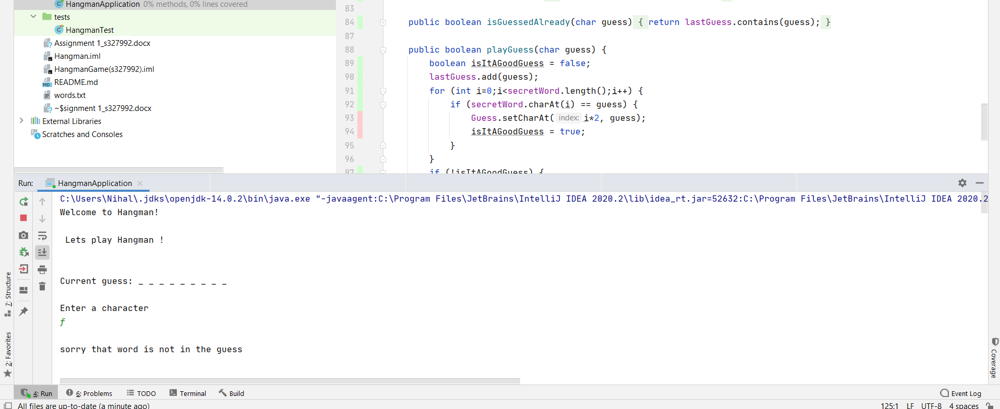 HangmanApplication 0% methods, 0% lines covered
tests
HangmanTest
Assignment 1_s327992.docx
Hangman.iml
HangmanGame(s327992).iml
README.md
words.txt
~$signment 1_s327992.docx
External Libraries
Scratches and Consoles
83
84 public boolean isGuessedAlready(char guess) { return lastGuess.contains(guess); }
87
88 public boolean playGuess(char guess) {
89 boolean isItAGoodGuess = false;
90 lastGuess.add(guess);
91 for (int i=0;i<secretWord.length();i++) {
92 if (secretWord.charAt(i) == guess) {
93 Guess.setCharAt( index: i*2, guess);
94 isItAGoodGuess = true;
95 }
96 }
97 if (!isItAGoodGuess) {
Run: HangmanApplication
C:\Users\Nihal\.jdks\openjdk-14.0.2\bin\java.exe "-javaagent:C:\Program Files\JetBrains\IntelliJ IDEA 2020.2\lib\idea_rt.jar=52632:C:\Program Files\JetBrains\IntelliJ IDEA 2020.2
Welcome to Hangman!
Lets play Hangman !
Current guess: _ _ _ _ _ _ _ _ _
Enter a character
f
sorry that word is not in the guess
7: Structure
2: Favorites
Coverage
4: Run 6: Problems TODO Terminal Build Event Log
All files are up-to-date (a minute ago) 125:1 LF UTF-8 4 spaces